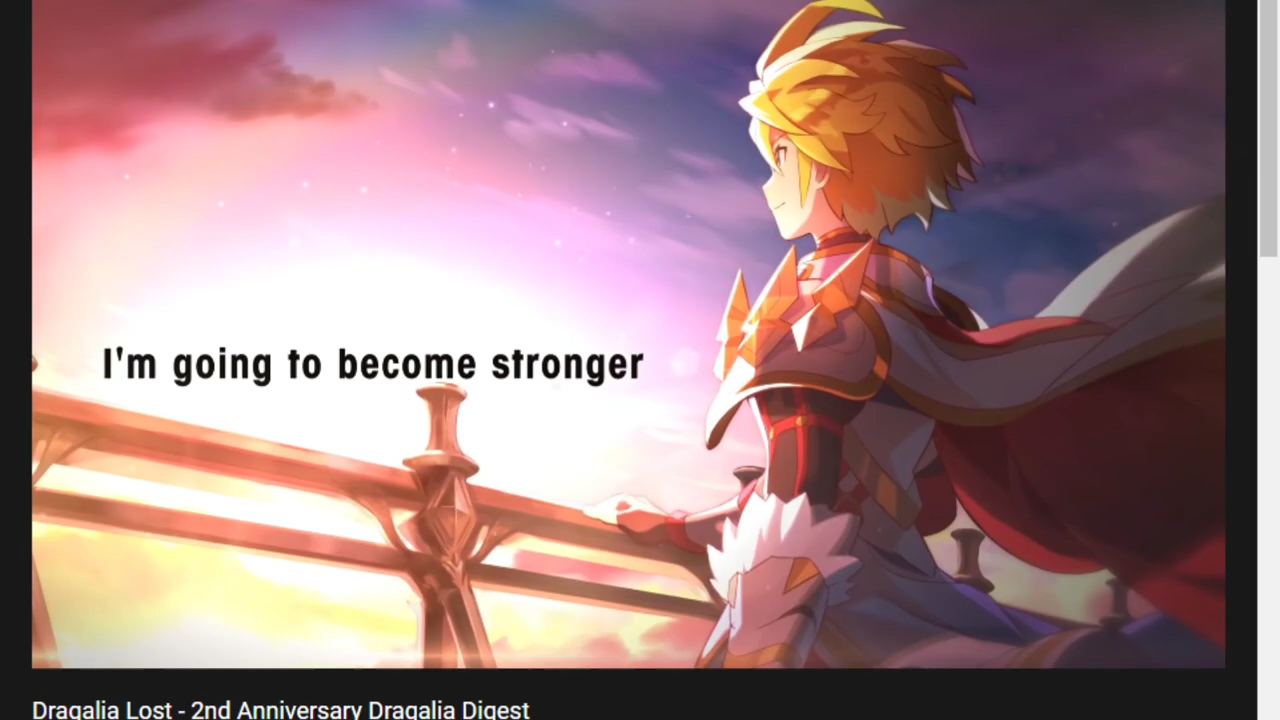 I'm going to become stronger
Dragalia Lost - 2nd Anniversary Dragalia Digest